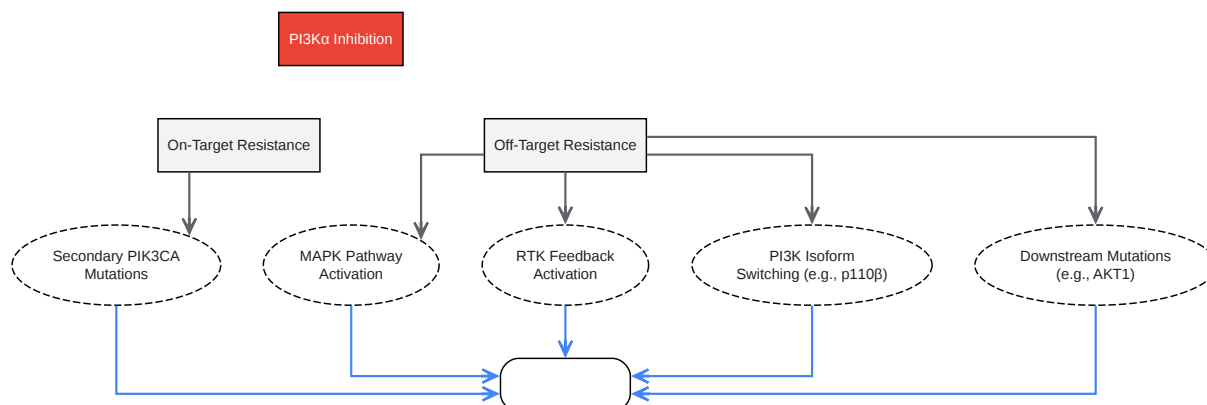 PI3Kα Inhibition
On-Target Resistance
Off-Target Resistance
Secondary PIK3CA
Mutations
MAPK Pathway
Activation
RTK Feedback
Activation
PI3K Isoform
Switching (e.g., p110β)
Downstream Mutations
(e.g., AKT1)